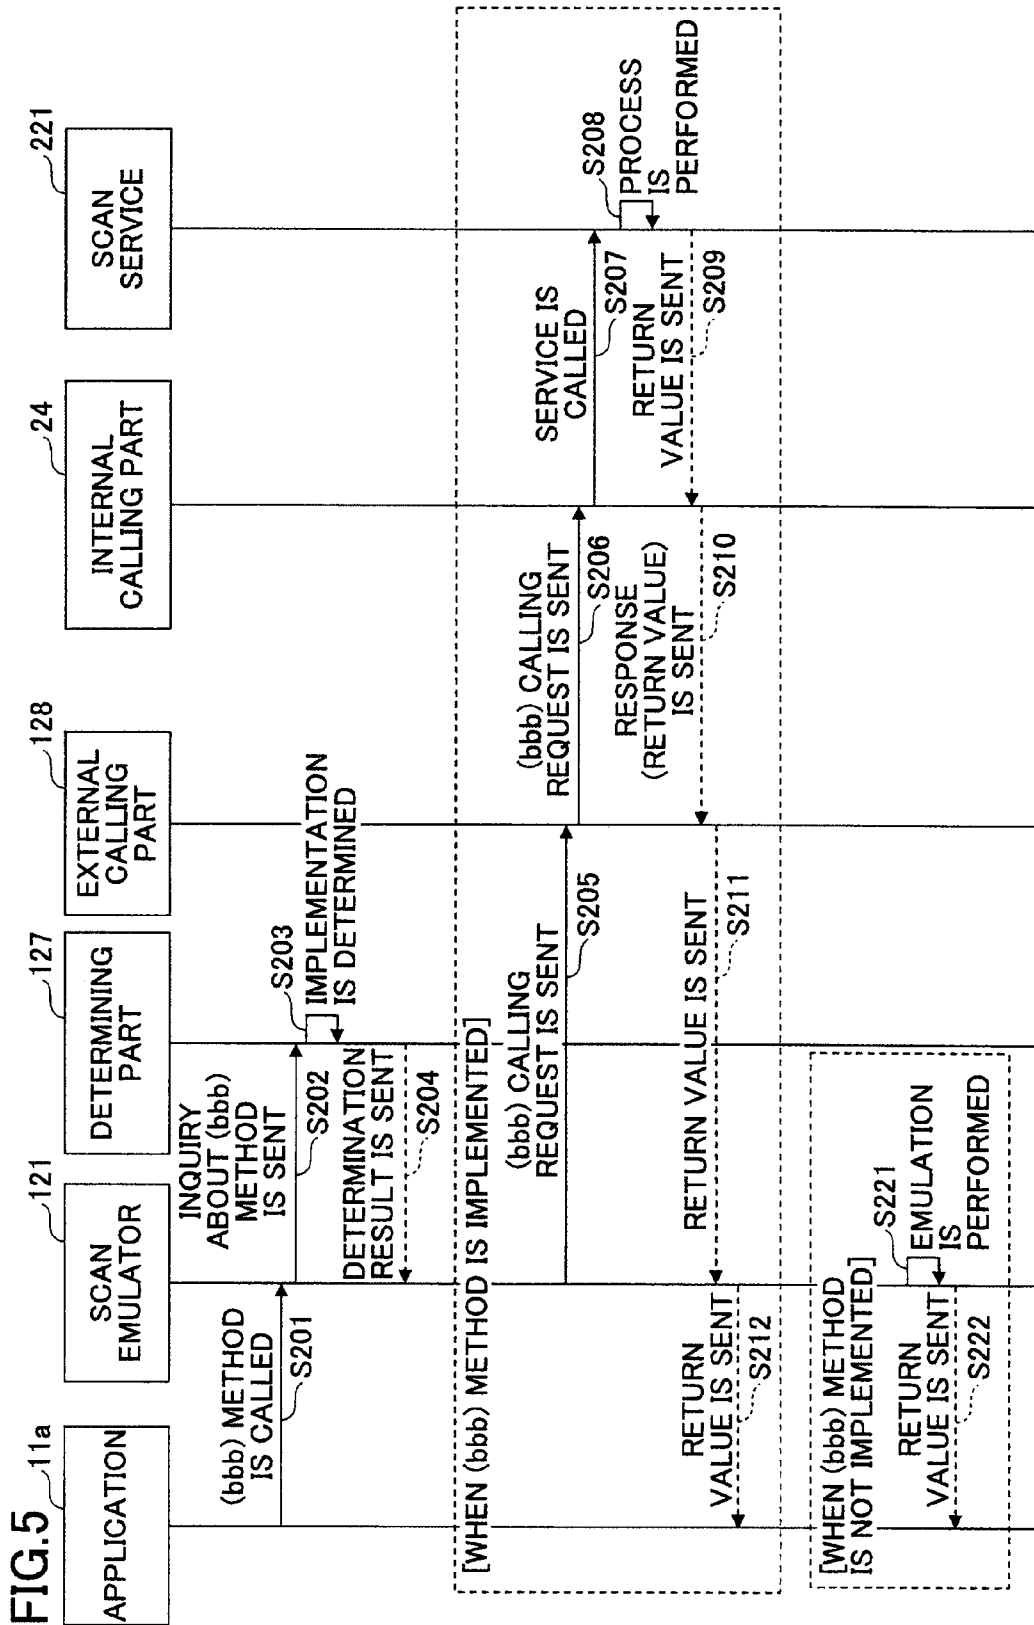 FIG.5
11a
APPLICATION
121
SCAN
EMULATOR
127
DETERMINING
PART
128
EXTERNAL
CALLING
PART
24
INTERNAL
CALLING PART
221
SCAN
SERVICE
(bbb) METHOD
IS CALLED
S201
INQUIRY
ABOUT (bbb)
METHOD
IS SENT
S202
S203
IMPLEMENTATION
IS DETERMINED
DETERMINATION
RESULT IS SENT
S204
[WHEN (bbb) METHOD IS IMPLEMENTED]
(bbb) CALLING
REQUEST IS SENT
S205
(bbb) CALLING
REQUEST IS SENT
S206
SERVICE IS
CALLED
S207
S208
PROCESS
IS
PERFORMED
RETURN
VALUE IS SENT
S209
RESPONSE
(RETURN VALUE)
IS SENT
S210
RETURN VALUE IS SENT
S211
RETURN
VALUE IS SENT
S212
[WHEN (bbb) METHOD
IS NOT IMPLEMENTED]
S221
EMULATION
IS
PERFORMED
RETURN
VALUE IS SENT
S222